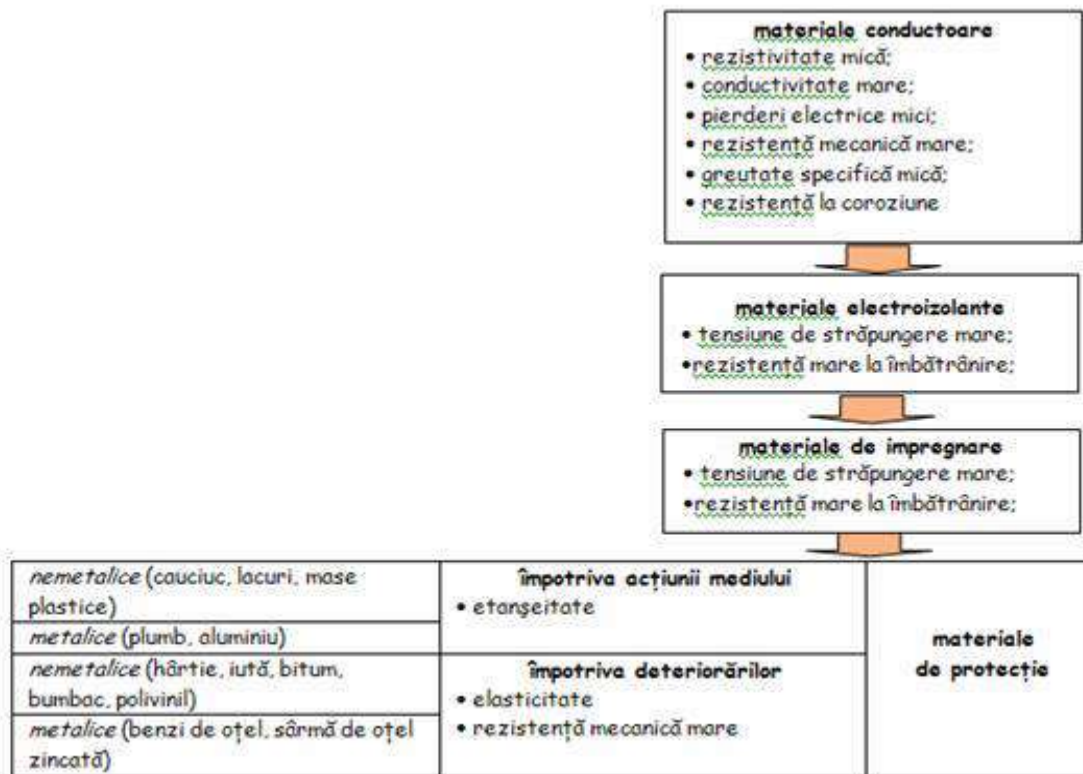 materiale conductoare
• rezistivitate mică;
• conductivitate mare;
• pierderi electrice mici;
• rezistență mecanică mare;
• greutate specifică mică;
• rezistență la coroziune
materiale electroizolante
• tensiune de străpungere mare;
•rezistență mare la îmbătrânire;
materiale de impregnare
• tensiune de străpungere mare;
•rezistență mare la îmbătrânire;
nemetalice (cauciuc, lacuri, mase
plastice)
metalice (plumb, aluminiu)
împotriva acțiunii mediului
• etanşeitate
nemetalice (hârtie, iută, bitum,
bumbac, polivinil)
metalice (benzi de oțel, sârmă de oțel
zincată)
împotriva deteriorărilor
• elasticitate
• rezistență mecanică mare
materiale
de protecție